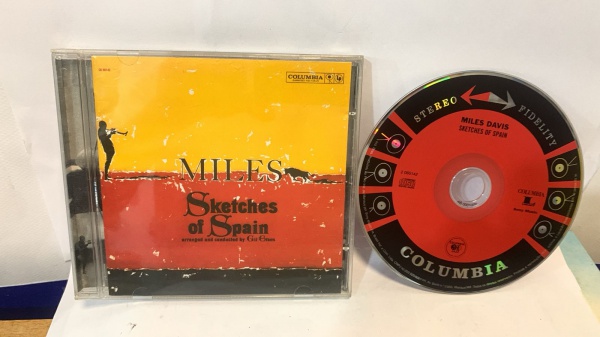 COLUMBIA
MILES
Sketches
of Spain
arranged and conducted by Gil Evans
STEREO FIDELITY
MILES DAVIS
SKETCHES OF SPAIN
COLUMBIA
COLUMBIA